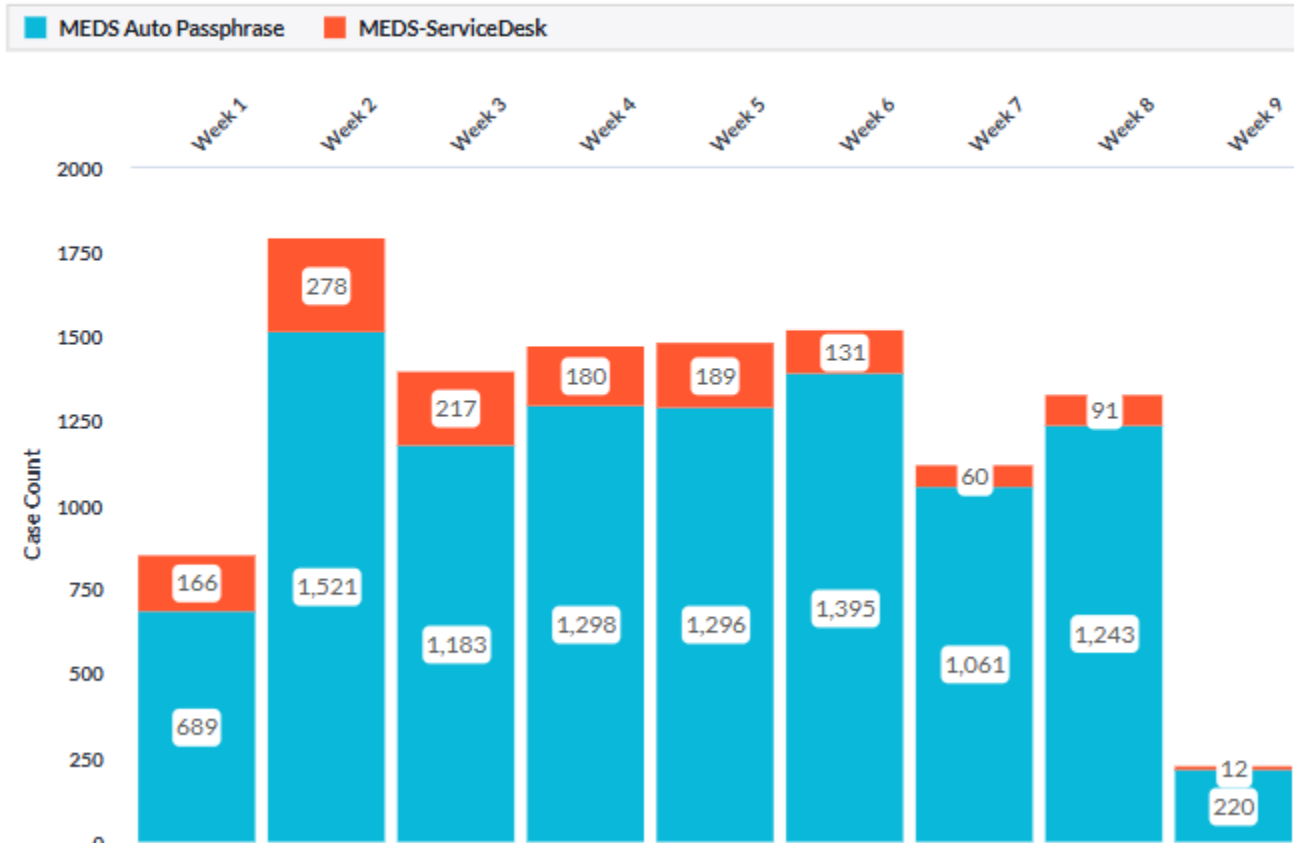 MEDS Auto Passphrase MEDS-ServiceDesk
Week 1 Week 2 Week 3 Week 4 Week 5 Week 6 Week 7 Week 8 Week 9
2000
1750
1500
1250
1000
750
500
250
0
Case Count
166 278 217 180 189 131 60 91 12
689 1,521 1,183 1,298 1,296 1,395 1,061 1,243 220